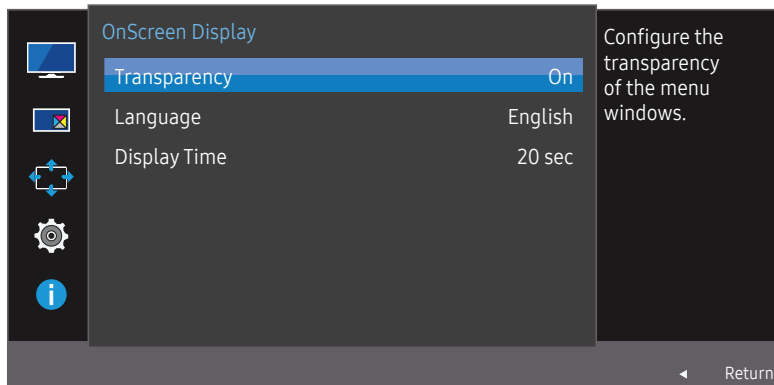 OnScreen Display
Transparency On
Language English
Display Time 20 sec
Configure the
transparency
of the menu
windows.
i
Return